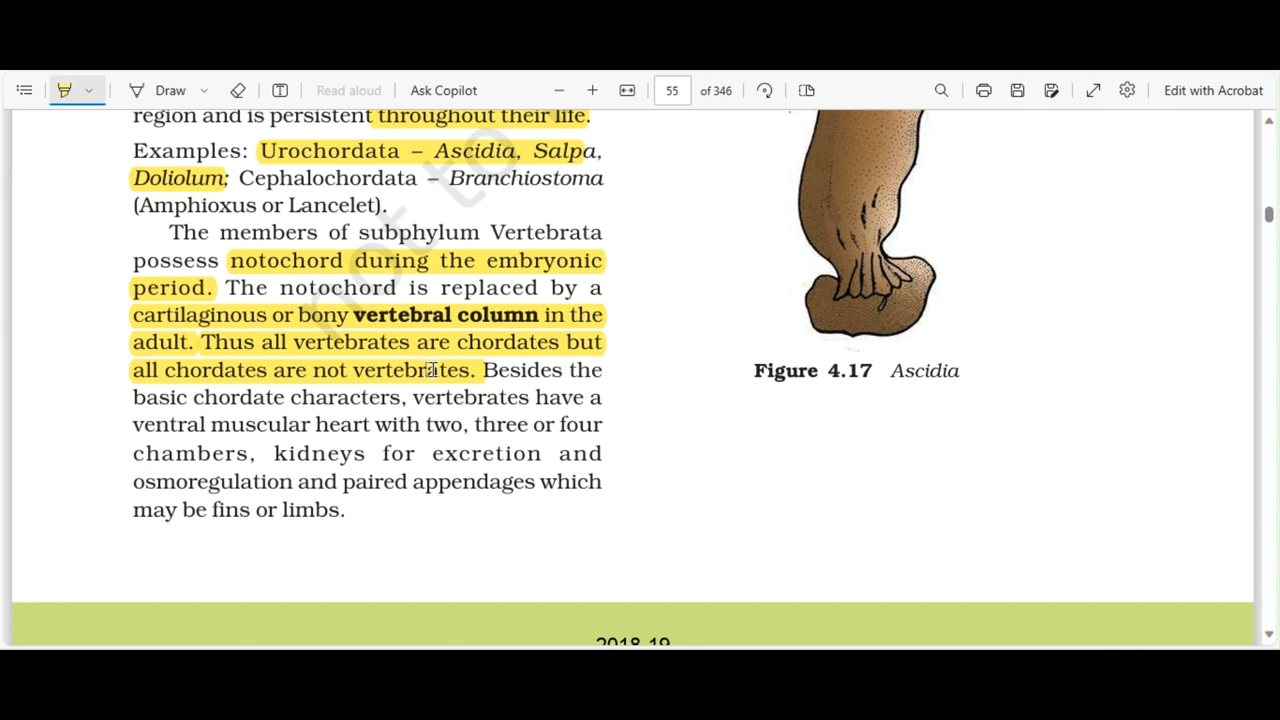 Read aloud
Draw
Ask Copilot
55 of 346
Edit with Acrobat
region and is persistent throughout their life.
Examples: Urochordata – Ascidia, Salpa,
Doliolum; Cephalochordata – Branchiostoma
(Amphioxus or Lancelet).
The members of subphylum Vertebrata
possess notochord during the embryonic
period. The notochord is replaced by a
cartilaginous or bony vertebral column in the
adult. Thus all vertebrates are chordates but
all chordates are not vertebrates. Besides the
basic chordate characters, vertebrates have a
ventral muscular heart with two, three or four
chambers, kidneys for excretion and
osmoregulation and paired appendages which
may be fins or limbs.
not to
Figure 4.17 Ascidia
2018-19